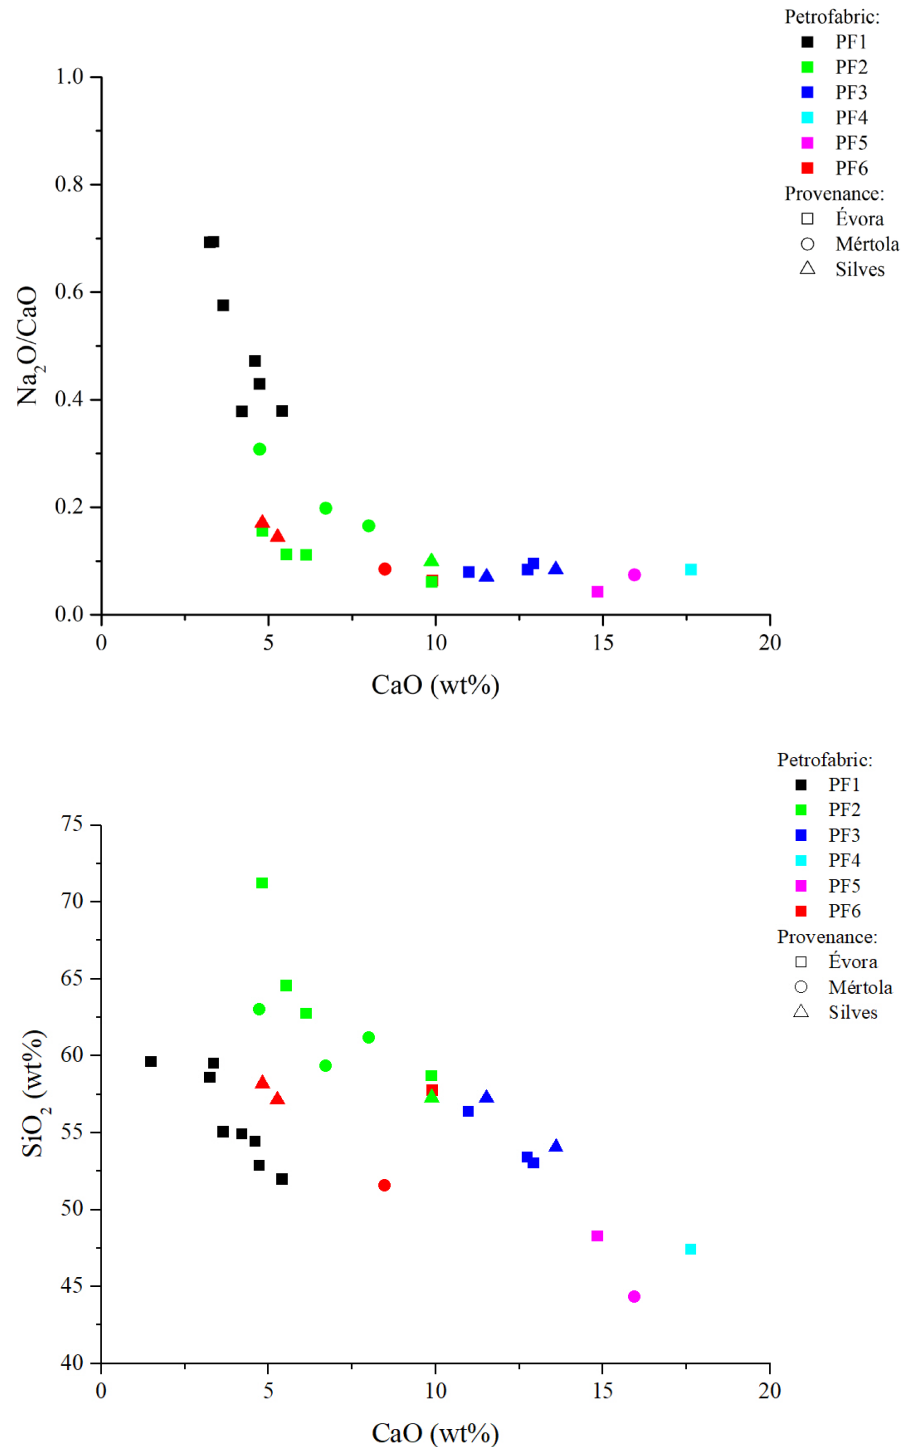 Petrofabric:
PF1
PF2
PF3
PF4
PF5
PF6
Provenance:
Évora
Mértola
Silves
1.0
0.8
0.6
0.4
0.2
0.0
Na₂O/CaO
0 5 10 15 20
CaO (wt%)
Petrofabric:
PF1
PF2
PF3
PF4
PF5
PF6
Provenance:
Évora
Mértola
Silves
75
70
65
60
55
50
45
40
SiO₂ (wt%)
0 5 10 15 20
CaO (wt%)